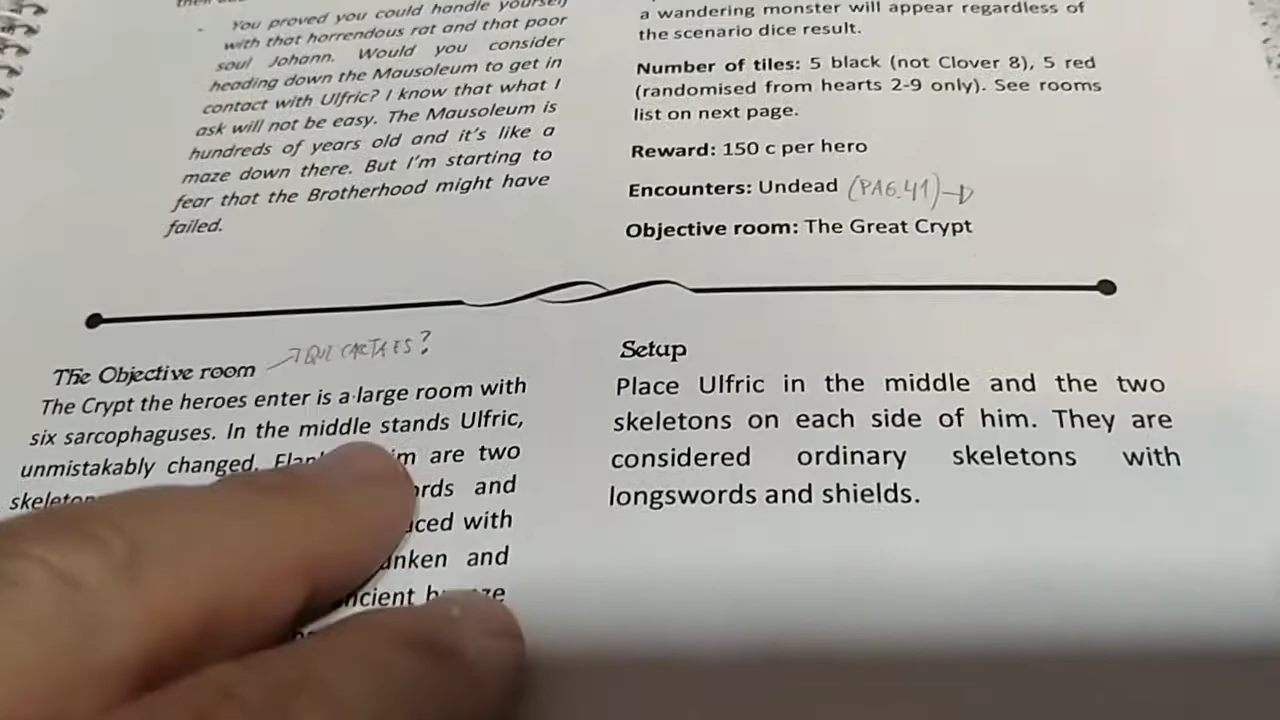 You proved you could handle yourself
with that horrendous rat and that poor
soul Johann. Would you consider
heading down the Mausoleum to get in
contact with Ulfric? I know that what I
ask will not be easy. The Mausoleum is
hundreds of years old and it's like a
maze down there. But I'm starting to
fear that the Brotherhood might have
failed.
a wandering monster will appear regardless of
the scenario dice result.
Number of tiles: 5 black (not Clover 8), 5 red
(randomised from hearts 2-9 only). See rooms
list on next page.
Reward: 150 c per hero
Encounters: Undead (PAG.41)→
Objective room: The Great Crypt
The Objective room →QUE CARTA ES?
The Crypt the heroes enter is a large room with
six sarcophaguses. In the middle stands Ulfric,
unmistakably changed. are two
and
with
and
Setup
Place Ulfric in the middle and the two
skeletons on each side of him. They are
considered ordinary skeletons with
longswords and shields.